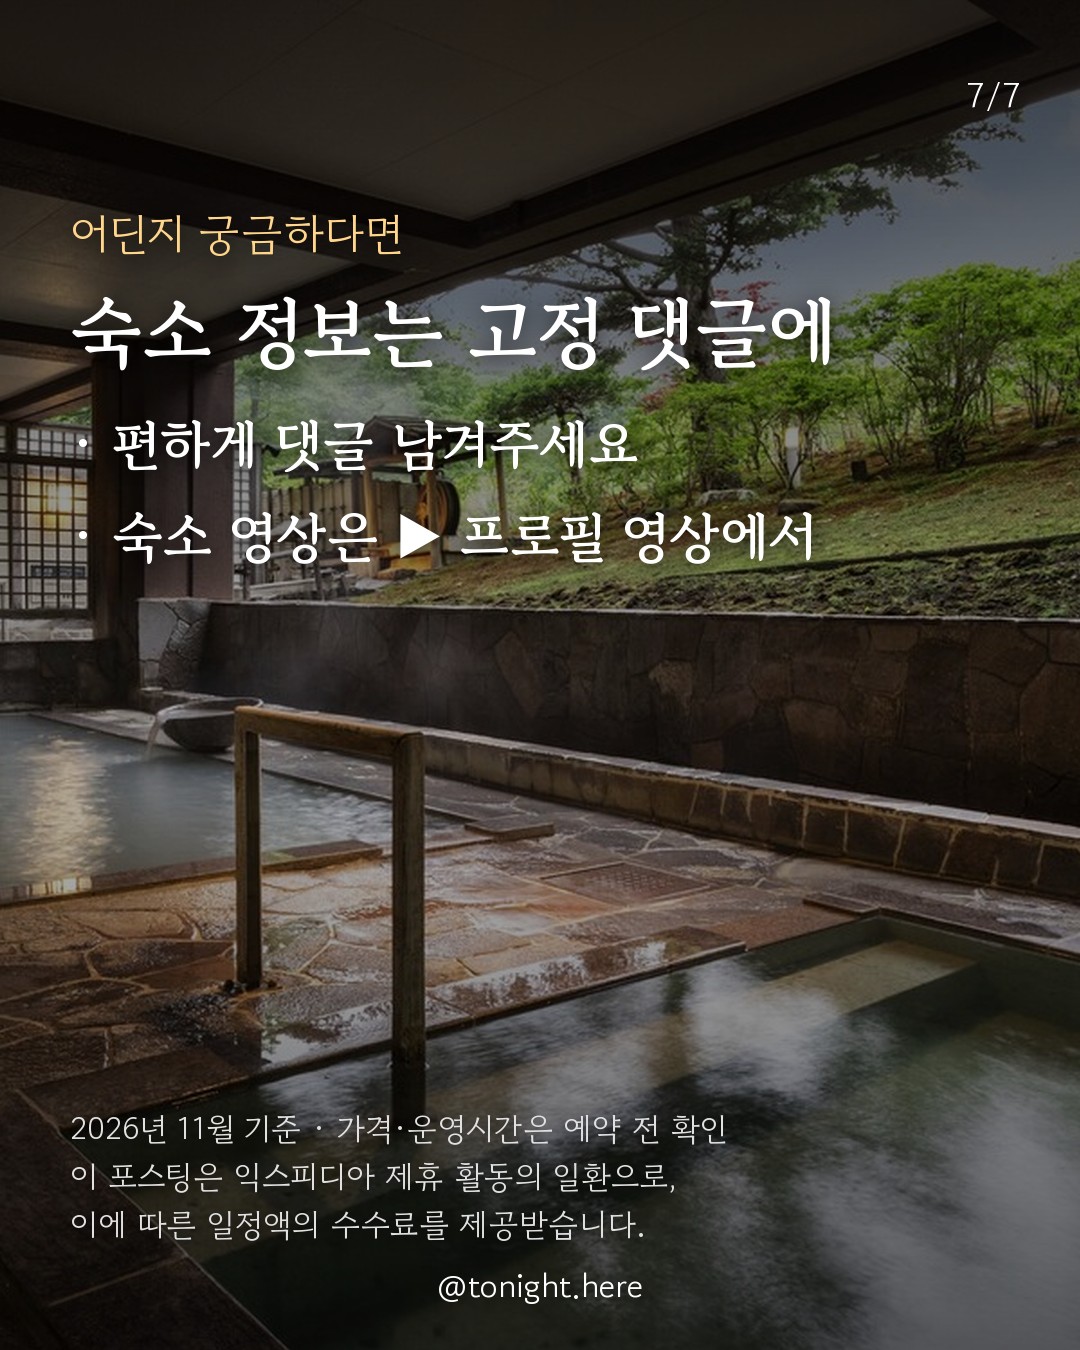 7/7
어딘지 궁금하다면
숙소 정보는 고정 댓글에
· 편하게 댓글 남겨주세요
· 숙소 영상은 ▶ 프로필 영상에서
2026년 11월 기준 · 가격·운영시간은 예약 전 확인
이 포스팅은 익스피디아 제휴 활동의 일환으로,
이에 따른 일정액의 수수료를 제공받습니다.
@tonight.here